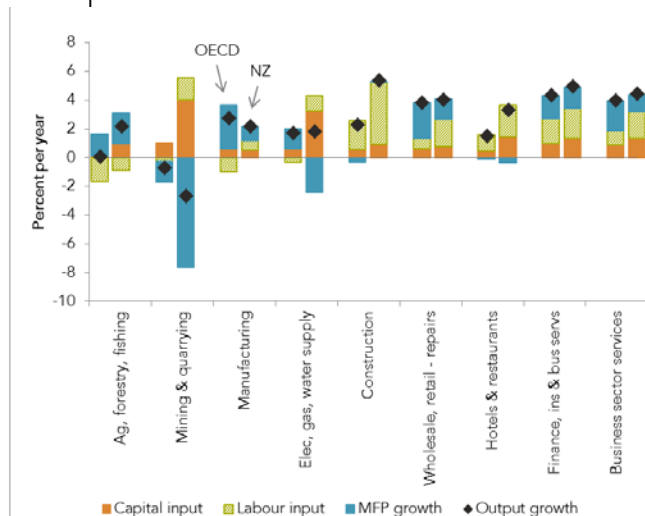 OECD
NZ
Percent per year
8
6
4
2
0
-2
-4
-6
-8
-10
Ag, forestry, fishing
Mining & quarrying
Manufacturing
Elec, gas, water supply
Construction
Wholesale, retail - repairs
Hotels & restaurants
Finance, ins & bus servs
Business sector services
Capital input
Labour input
MFP growth
Output growth